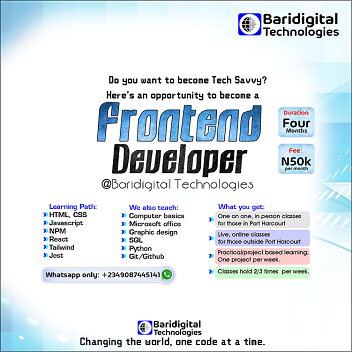 Baridigital
Technologies
Do you want to become Tech Savvy?
Here's an opportunity to become a
Frontend
Developer
@Baridigital Technologies
Duration:
Four
Months
Fee:
N50k
per month
Learning Path:
HTML, CSS
Javascript
NPM
React
Tailwind
Jest
We also teach:
Computer basics
Microsoft office
Graphic design
SQL
Python
Git/Github
What you get:
One on one, in person classes
for those in Port Harcourt
Live, online classes
for those outside Port Harcourt
Practical/project based learning;
One project per week.
Classes hold 2/3 times per week.
Whatsapp only: +2349087445141
Baridigital
Technologies
Changing the world, one code at a time.